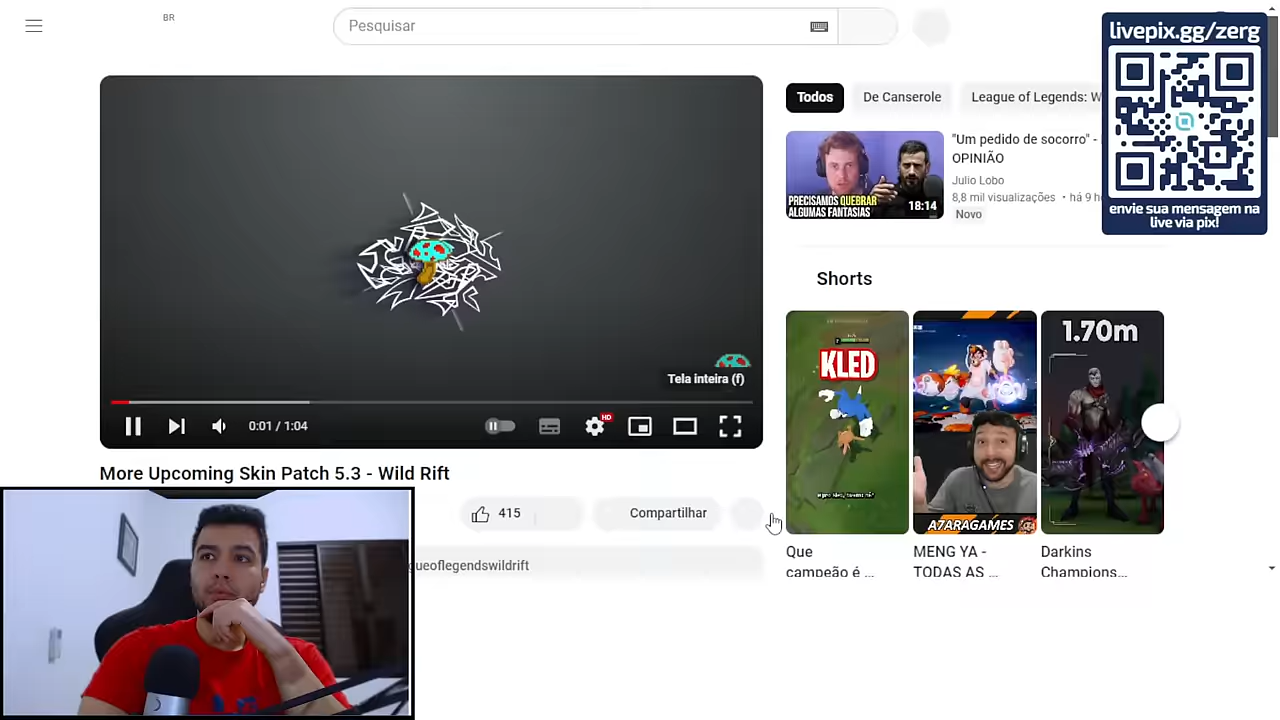 BR
Pesquisar
livepix.gg/zerg
envie sua mensagem na
live via pix!
Todos
De Canserole
League of Legends: W
"Um pedido de socorro" -
OPINIÃO
Julio Lobo
8,8 mil visualizações • há 9 h
Novo
PRECISAMOS QUEBRAR
ALGUMAS FANTASIAS
18:14
Shorts
KLED
1.70m
A7ARAGAMES
Que
campeão é ...
MENG YA -
TODAS AS ...
Darkins
Champions...
Tela inteira (f)
0:01 / 1:04
HD
More Upcoming Skin Patch 5.3 - Wild Rift
415
Compartilhar
gueoflegendswildrift